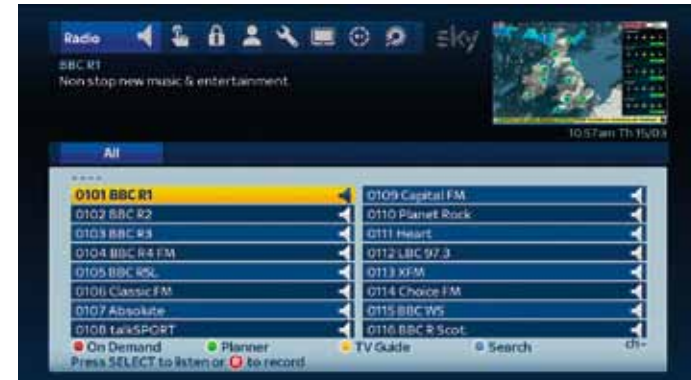 Radio
sky
BBC R1
Non stop new music & entertainment.
10.57am Th 15/03
All
----
0101 BBC R1
0102 BBC R2
0103 BBC R3
0104 BBC R4 FM
0105 BBC R5L
0106 Classic FM
0107 Absolute
0108 talkSPORT
0109 Capital FM
0110 Planet Rock
0111 Heart
0112 LBC 97.3
0113 XFM
0114 Choice FM
0115 BBC WS
0116 BBC R Scot.
On Demand Planner TV Guide Search ch-
Press SELECT to listen or R to record